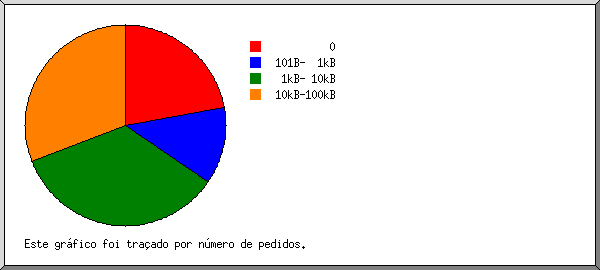 0
101B-  1kB
1kB- 10kB
10kB-100kB
Este gráfico foi traçado por número de pedidos.